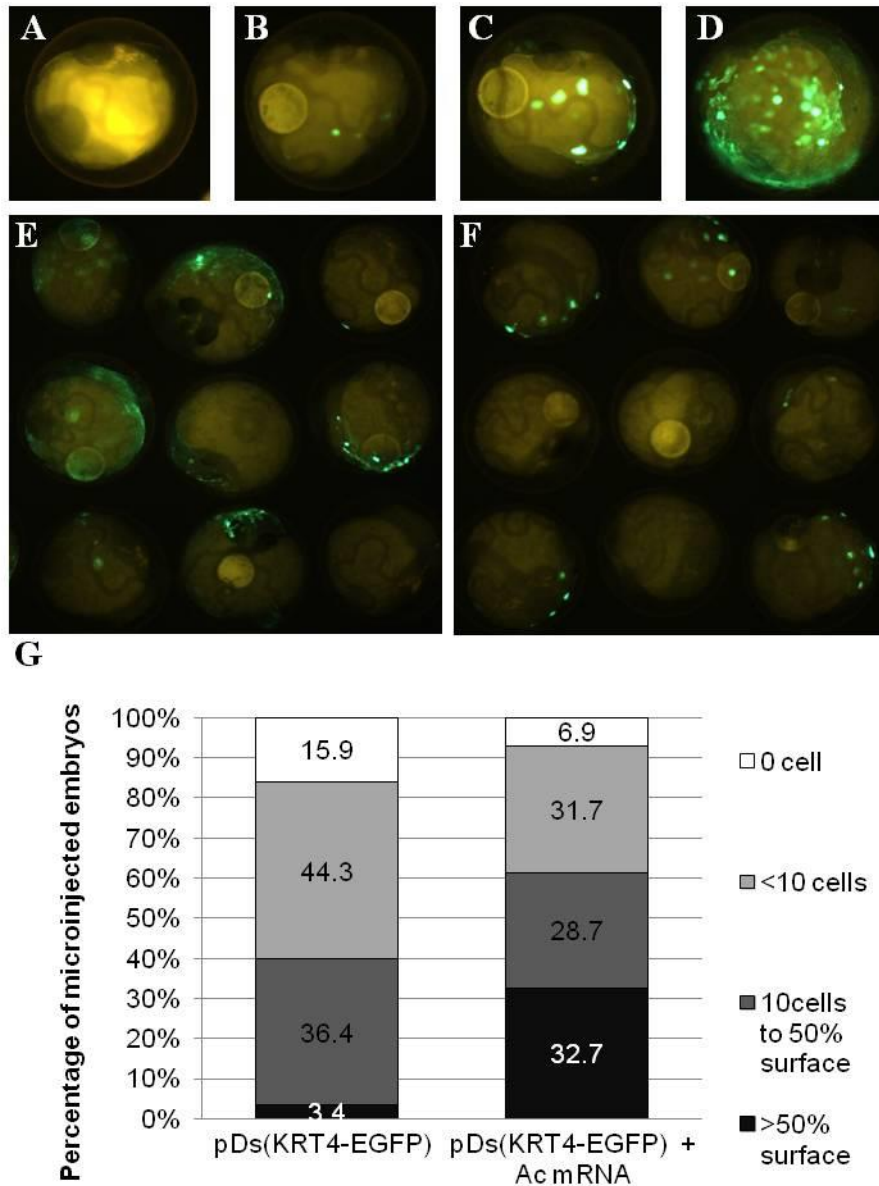 A
B
C
D
E
F
G
Percentage of microinjected embryos
100%
90%
80%
70%
60%
50%
40%
30%
20%
10%
0%
15.9
44.3
36.4
3.4
6.9
31.7
28.7
32.7
pDs(KRT4-EGFP)
pDs(KRT4-EGFP) +
Ac mRNA
0 cell
<10 cells
10cells
to 50%
surface
>50%
surface